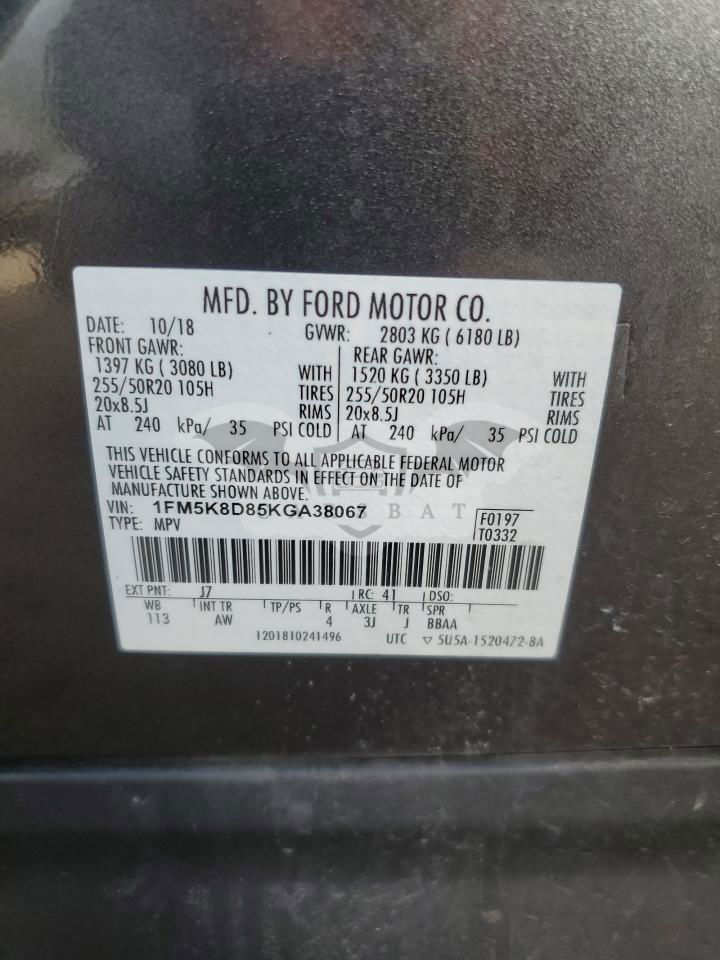 MFD. BY FORD MOTOR CO.
DATE: 10/18 GVWR: 2803 KG ( 6180 LB)
FRONT GAWR: REAR GAWR:
1397 KG ( 3080 LB) WITH 1520 KG ( 3350 LB) WITH
255/50R20 105H TIRES 255/50R20 105H TIRES
20x8.5J RIMS 20x8.5J RIMS
AT 240 kPa/ 35 PSI COLD AT 240 kPa/ 35 PSI COLD
THIS VEHICLE CONFORMS TO ALL APPLICABLE FEDERAL MOTOR
VEHICLE SAFETY STANDARDS IN EFFECT ON THE DATE OF
MANUFACTURE SHOWN ABOVE.
VIN: 1FM5K8D85KGA38067 F0197
TYPE: MPV T0332
EXT PNT: J7 RC: 41 DSO:
WB INT TR TP/PS R AXLE TR SPR
113 AW 4 3J J BBAA
1201810241496 UTC ▽ 5U5A-1520472-BA